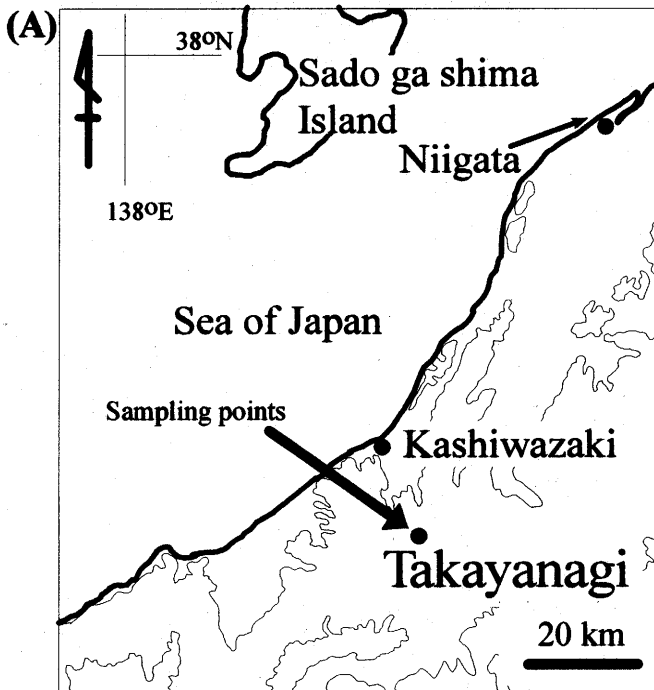 (A)
38ºN
Sado ga shima
Island
Niigata
138ºE
Sea of Japan
Sampling points
Kashiwazaki
Takayanagi
20 km